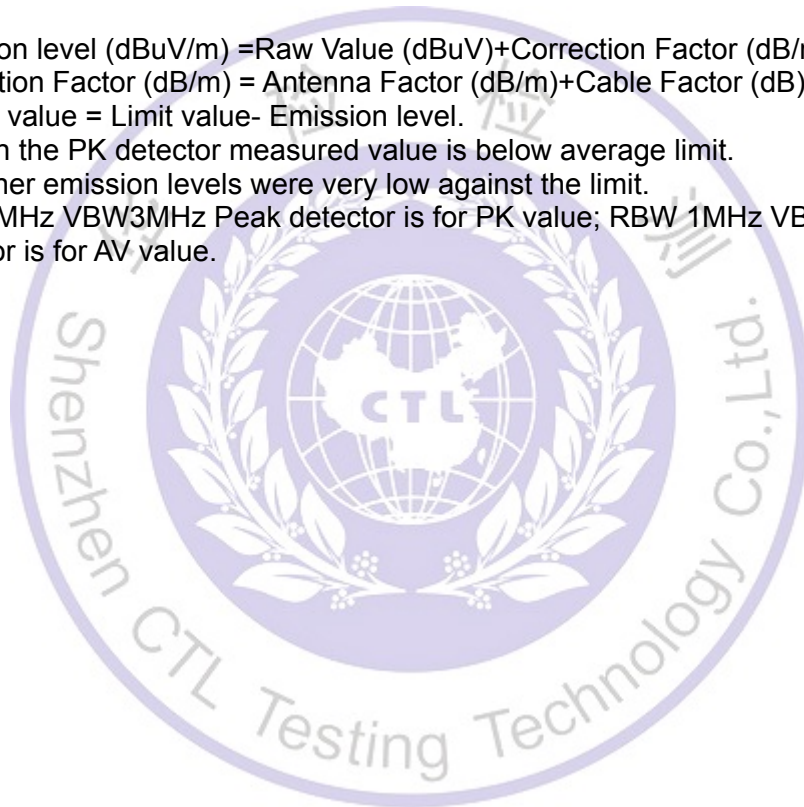 on level (dBuV/m) =Raw Value (dBuV)+Correction Factor (dB/m
tion Factor (dB/m) = Antenna Factor (dB/m)+Cable Factor (dB)
value = Limit value- Emission level.
n the PK detector measured value is below average limit.
ner emission levels were very low against the limit.
MHz VBW3MHz Peak detector is for PK value; RBW 1MHz VB
or is for AV value.
检
测
CTL
Shenzhen CTL Testing Technology Co., Ltd.